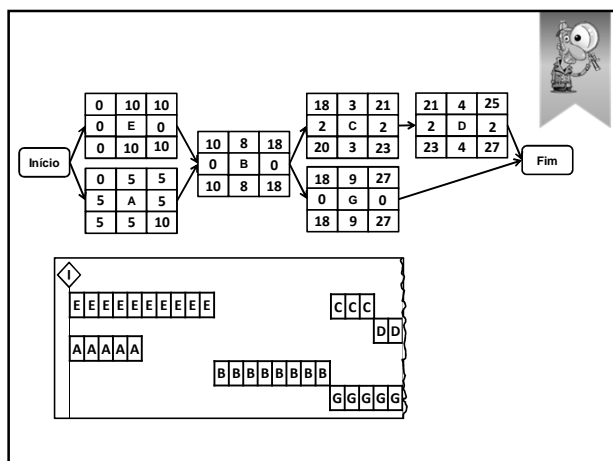 0 10 10
0 E 0
0 10 10
18 3 21
2 C 2
20 3 23
21 4 25
2 D 2
23 4 27
Início
10 8 18
0 B 0
10 8 18
Fim
0 5 5
5 A 5
5 5 10
18 9 27
0 G 0
18 9 27
I
E E E E E E E E E E
C C C
D D
A A A A A
B B B B B B B B
G G G G G